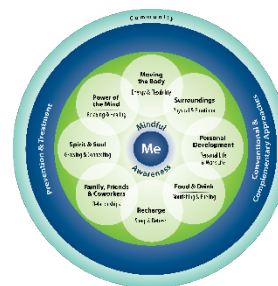 Community
Prevention & Treatment
Conventional &
Complementary Approaches
Moving
the Body
Energy & Flexibility
Surroundings
Physical & Emotional
Personal
Development
Personal Life
& Work Life
Food & Drink
Nourishing & Fueling
Recharge
Sleep & Refresh
Family, Friends
& Coworkers
Relationships
Spirit & Soul
Growing & Connecting
Power of
the Mind
Relaxing & Healing
Mindful
Me
Awareness